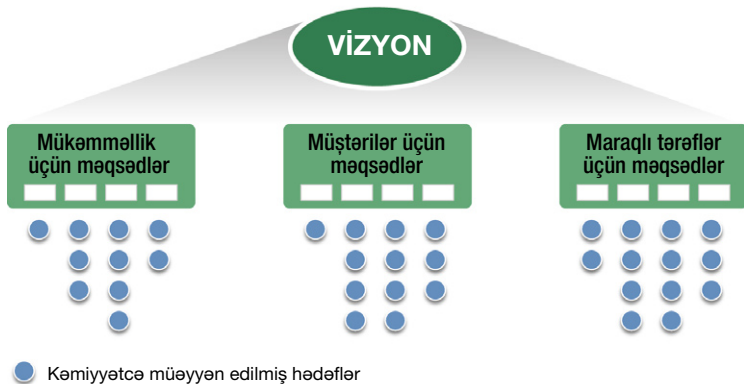 VİZYON
Mükəmməllik
üçün məqsədlər
Müştərilər üçün
məqsədlər
Maraqlı tərəflər
üçün məqsədlər
Kəmiyyətcə müəyyən edilmiş hədəflər